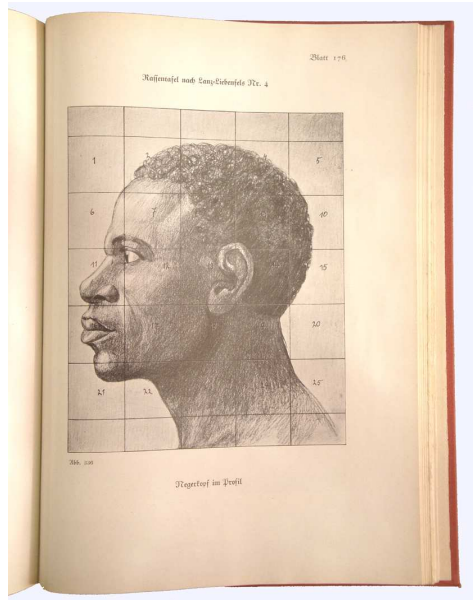 Blatt 176.
Rassentafel nach Lanz-Liebenfels Nr. 4
1
5
6
7
10
11
15
20
21
22
25
Abb. 230
Negerkopf im Profil